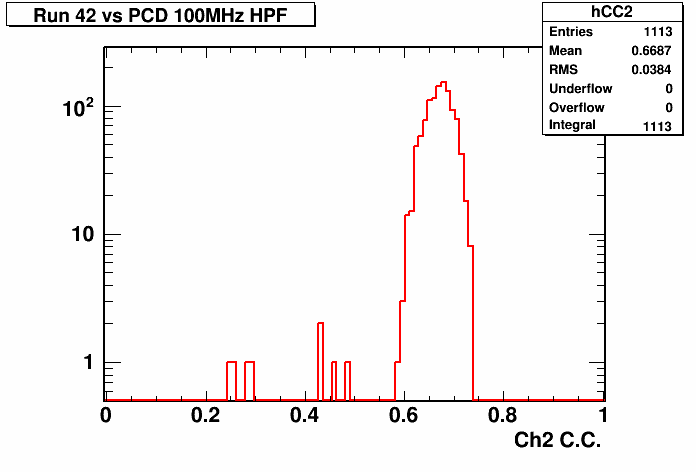 Run 42 vs PCD 100MHz HPF
hCC2
Entries 1113
Mean 0.6687
RMS 0.0384
Underflow 0
Overflow 0
Integral 1113
10²
10
1
0 0.2 0.4 0.6 0.8 1
Ch2 C.C.